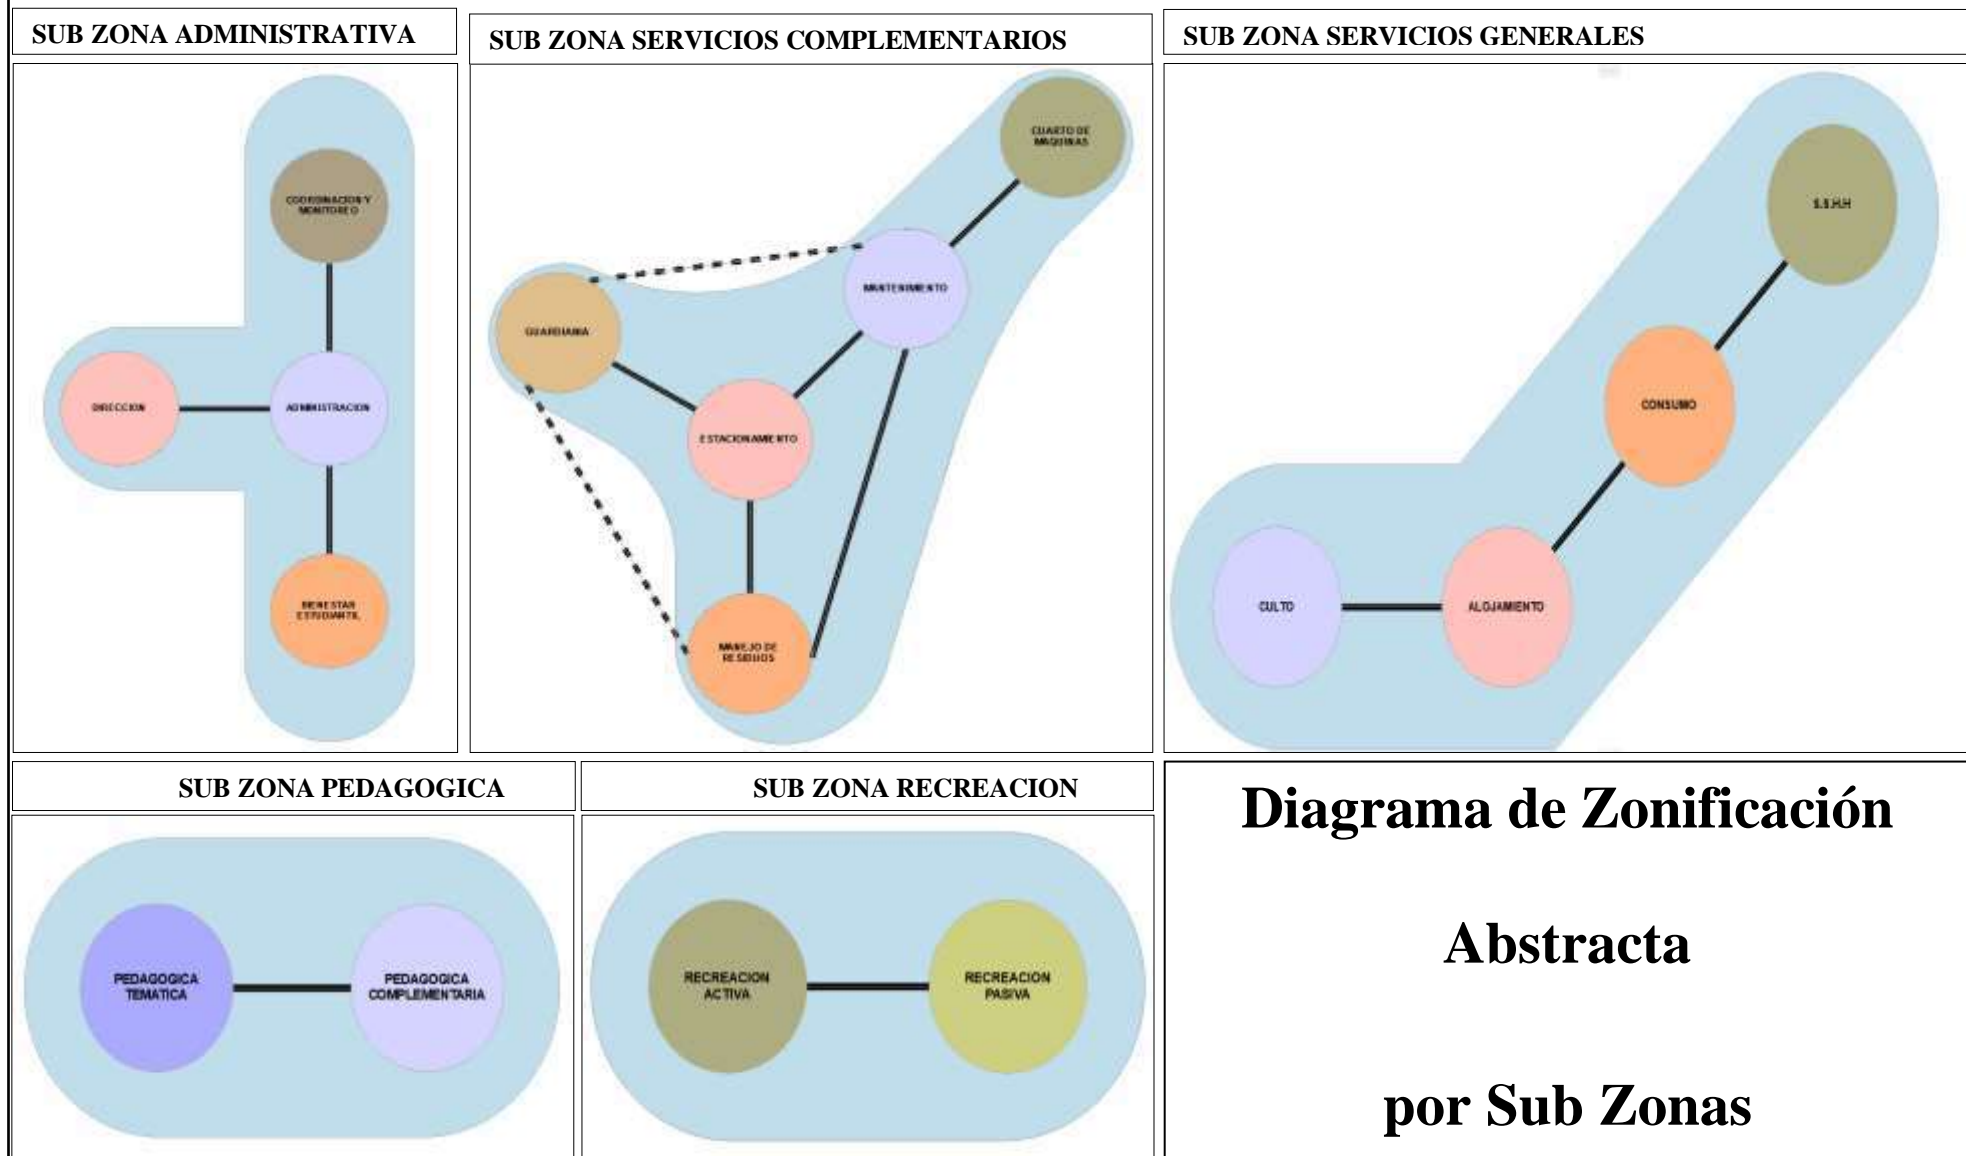 SUB ZONA ADMINISTRATIVA
COORDINACION Y
MONITOREO
DIRECCION
ADMINISTRACION
BIENESTAR
ESTUDIANTIL
SUB ZONA SERVICIOS COMPLEMENTARIOS
CUARTO DE
MAQUINAS
MANTENIMIENTO
GUARDIANIA
ESTACIONAMIENTO
MANEJO DE
RESIDUOS
SUB ZONA SERVICIOS GENERALES
S.S.H.H
CONSUMO
CULTO
ALOJAMIENTO
SUB ZONA PEDAGOGICA
PEDAGOGICA
TEMATICA
PEDAGOGICA
COMPLEMENTARIA
SUB ZONA RECREACION
RECREACION
ACTIVA
RECREACION
PASIVA
Diagrama de Zonificación
Abstracta
por Sub Zonas